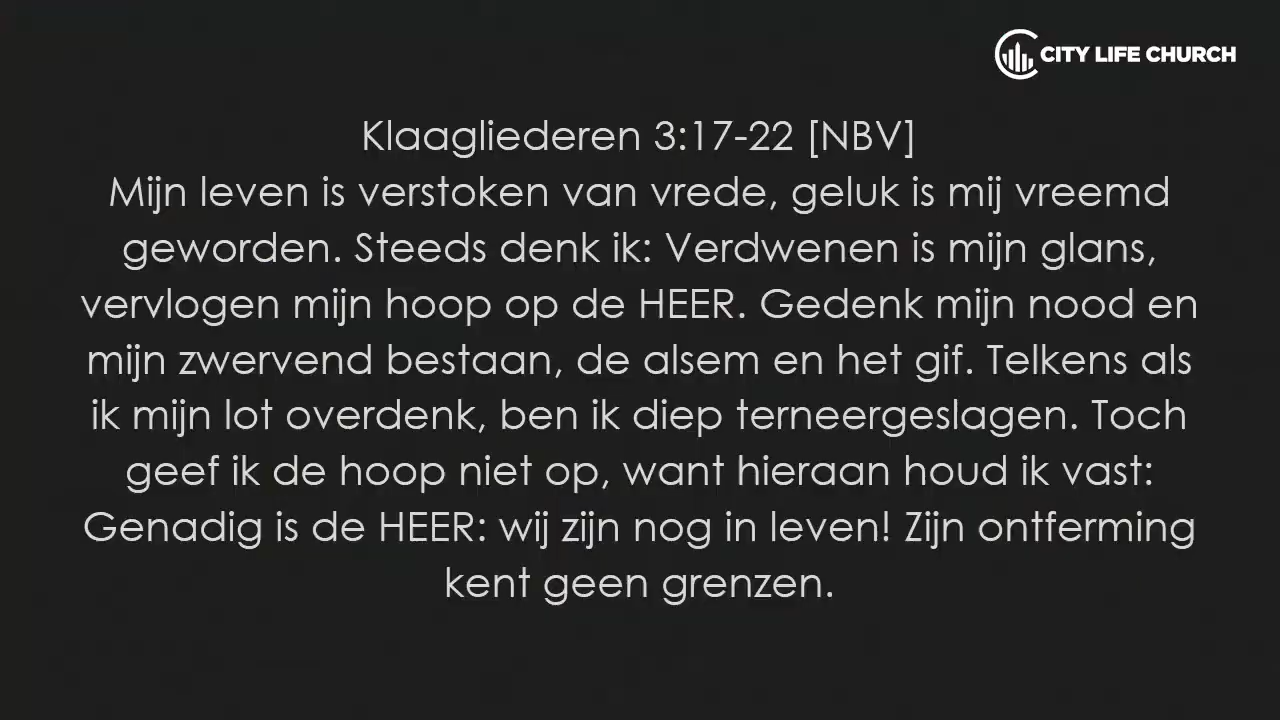 CITY LIFE CHURCH
Klaagliederen 3:17-22 [NBV]
Mijn leven is verstoken van vrede, geluk is mij vreemd
geworden. Steeds denk ik: Verdwenen is mijn glans,
vervlogen mijn hoop op de HEER. Gedenk mijn nood en
mijn zwervend bestaan, de alsem en het gif. Telkens als
ik mijn lot overdenk, ben ik diep terneergeslagen. Toch
geef ik de hoop niet op, want hieraan houd ik vast:
Genadig is de HEER: wij zijn nog in leven! Zijn ontferming
kent geen grenzen.